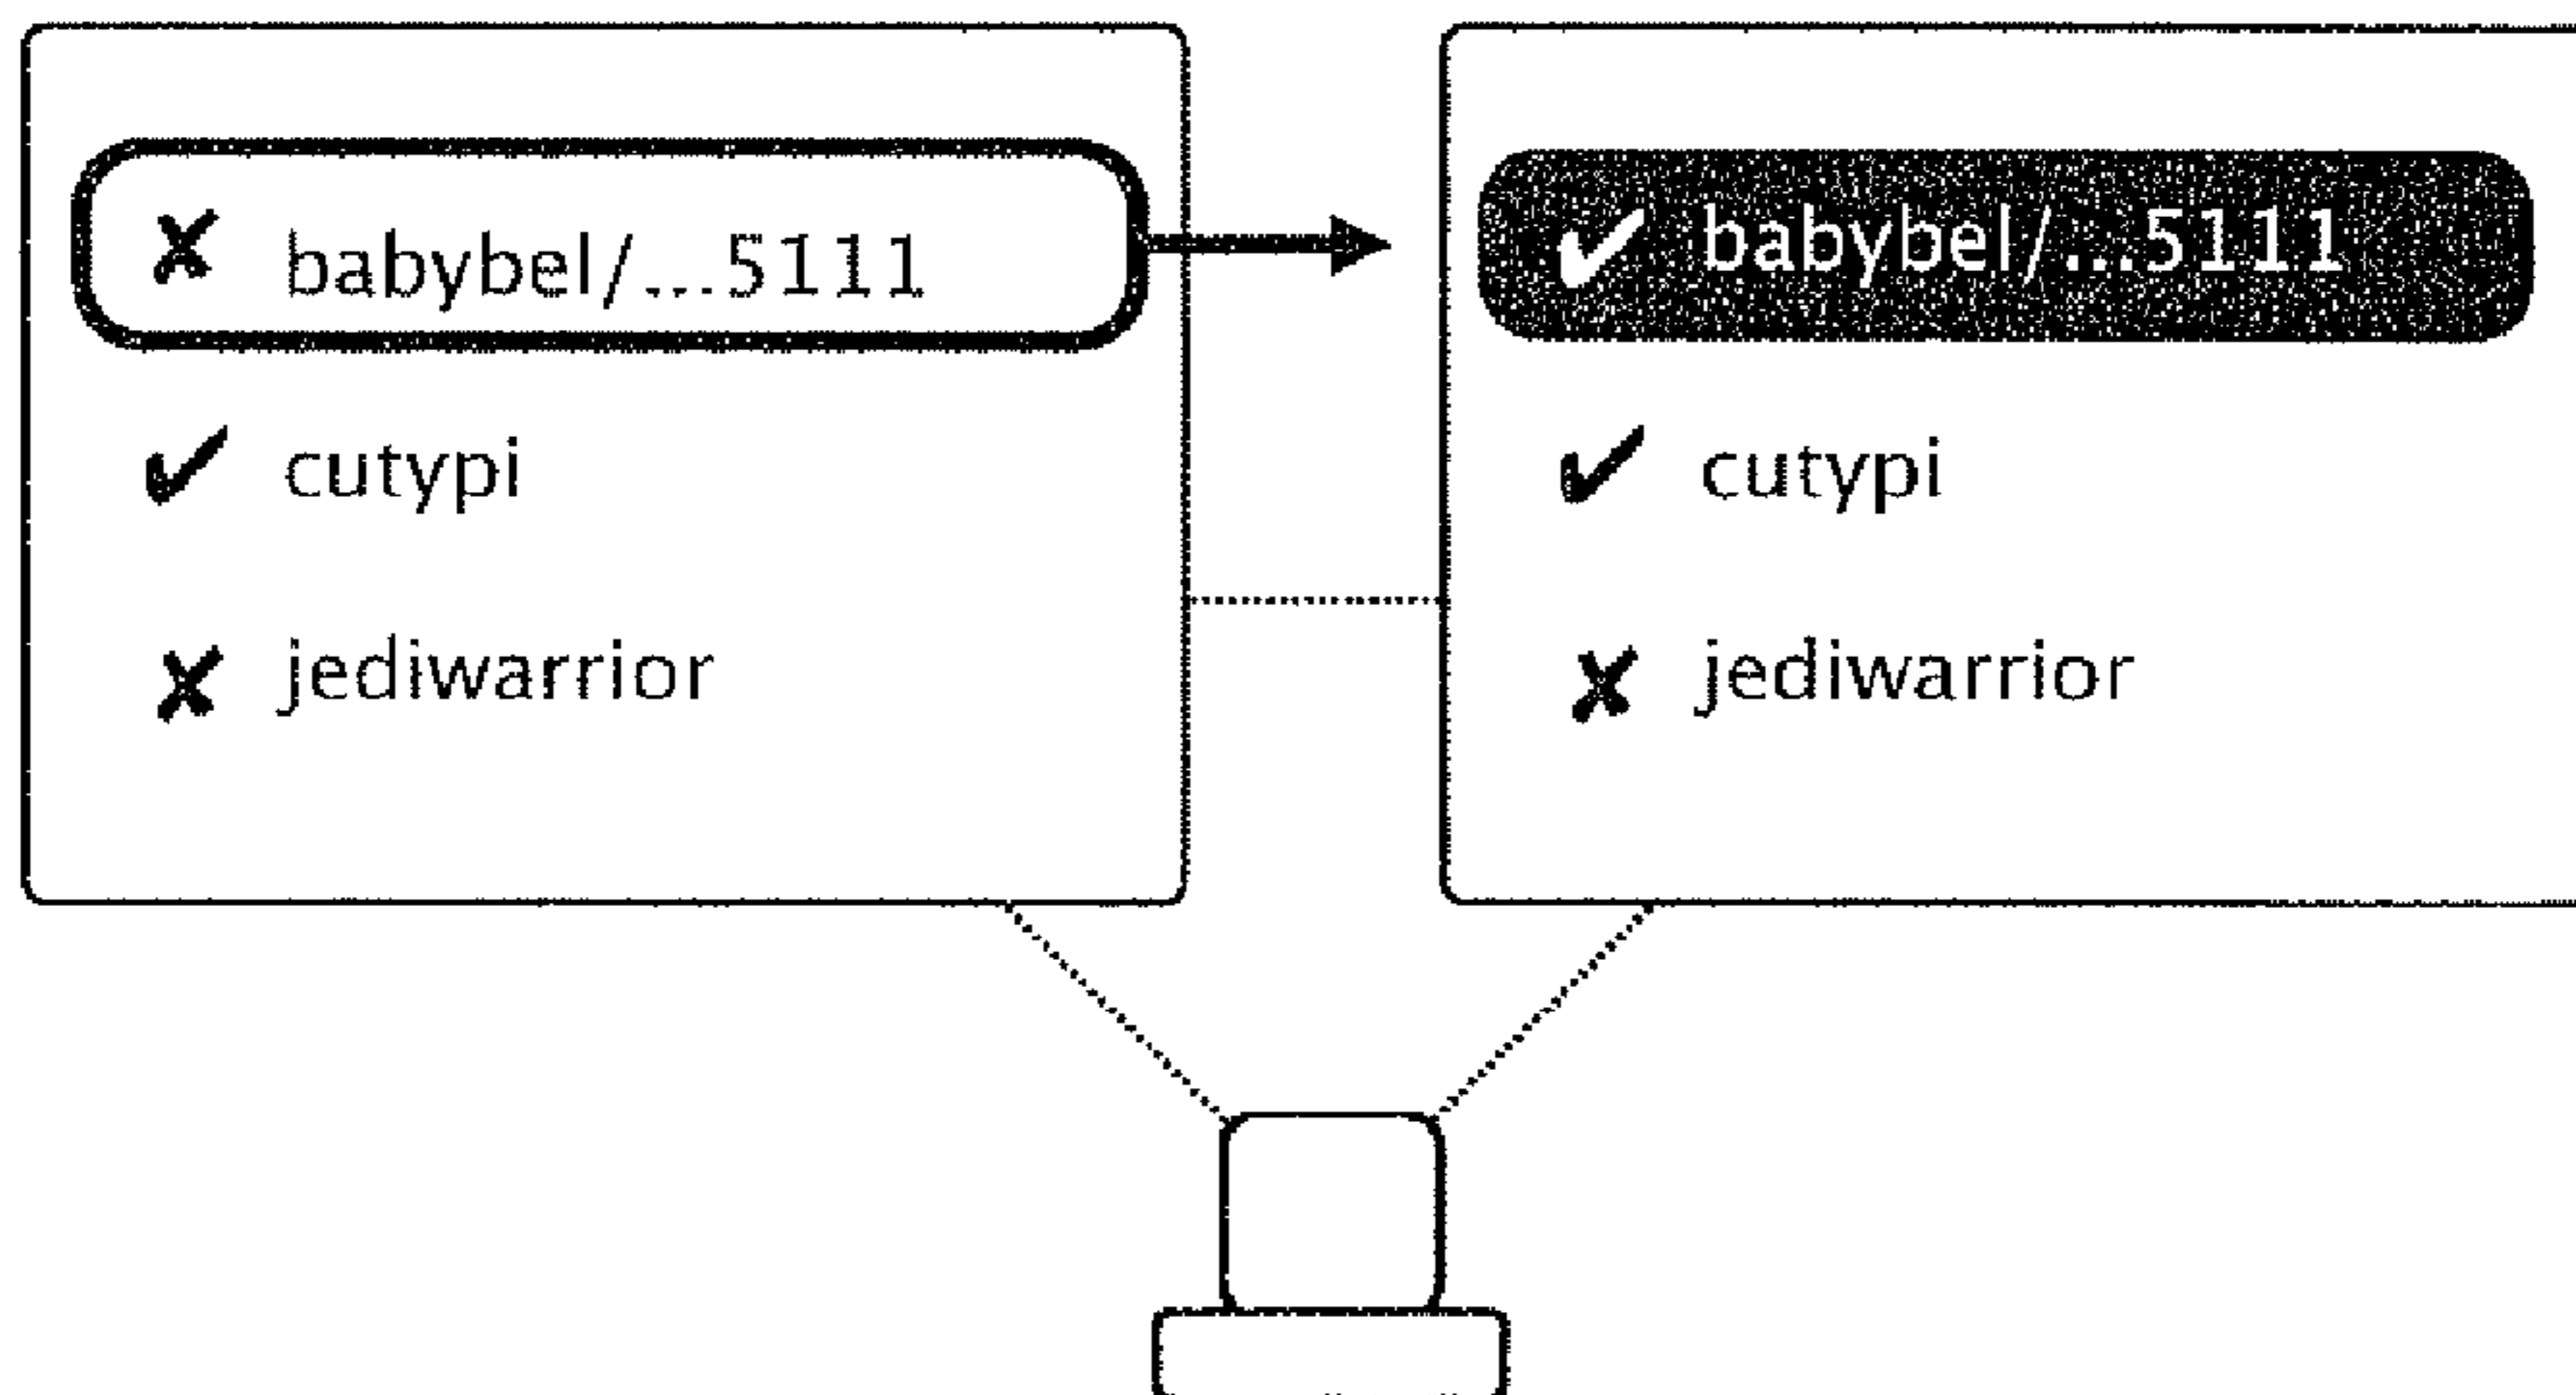 ✘ babybel/...5111
✔ cutypi
✘ jediwarrior
✔ babybel/...5111
✔ cutypi
✘ jediwarrior